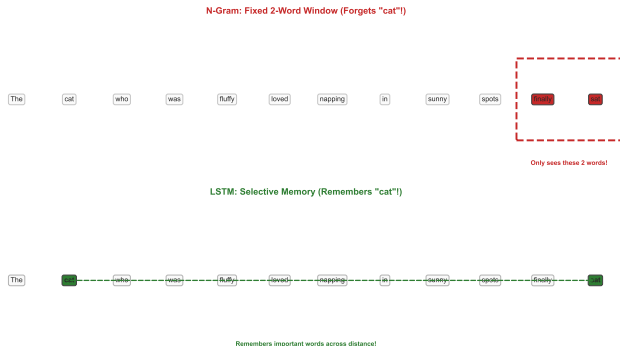 N-Gram: Fixed 2-Word Window (Forgets "cat"!)
The cat who was fluffy loved napping in sunny spots finally sat
Only sees these 2 words!
LSTM: Selective Memory (Remembers "cat"!)
The cat who was fluffy loved napping in sunny spots finally sat
Remembers important words across distance!